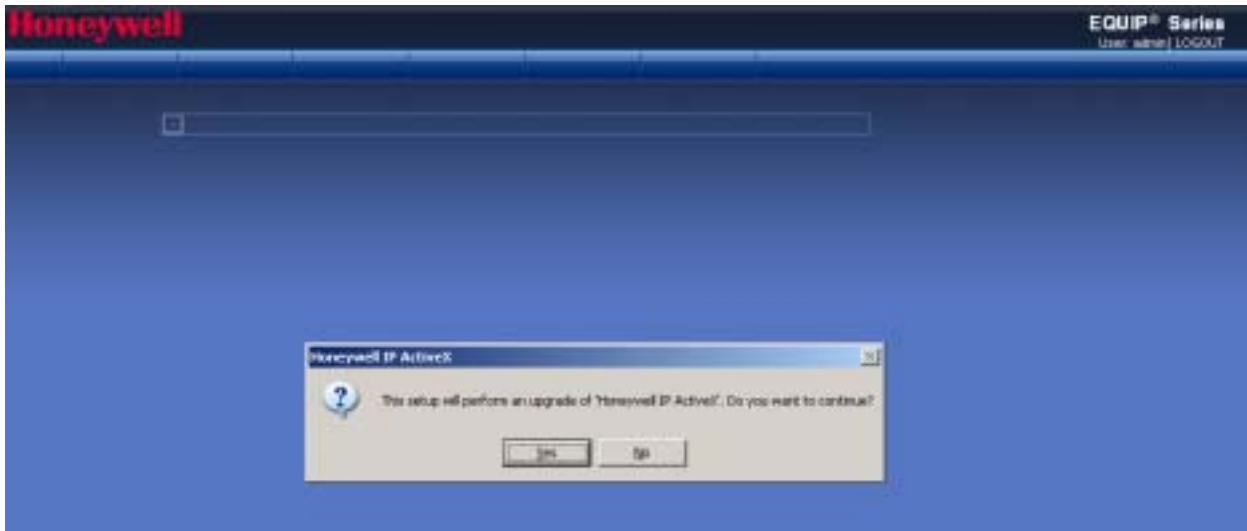 Honeywell
EQUIP® Series
User: admin| LOGOUT
Honeywell IP ActiveX
This setup will perform an upgrade of 'Honeywell IP ActiveX'. Do you want to continue?
Yes
No